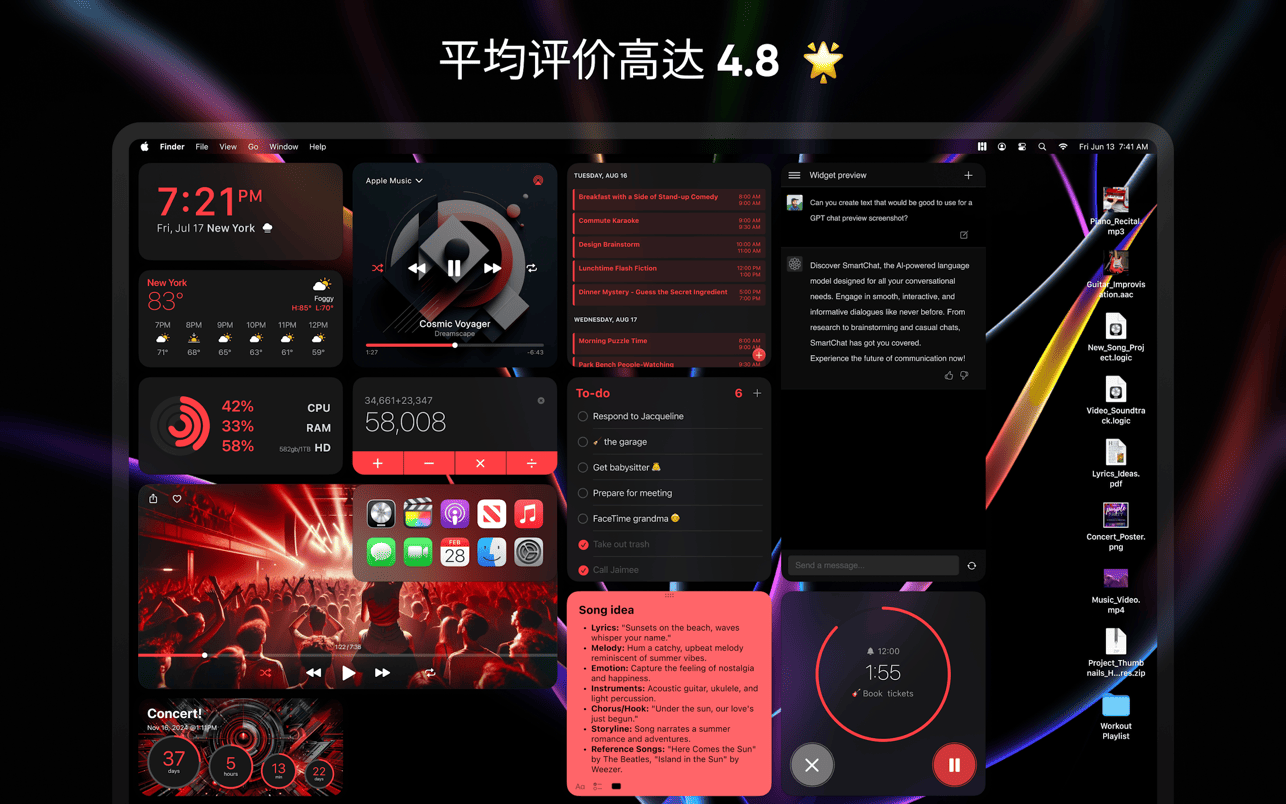 平均评价高达 4.8 🌟
Finder File View Go Window Help
Fri Jun 13 7:41 AM
7:21PM
Fri, Jul 17 New York
New York
83°
Foggy
H:85° L:70°
7PM 8PM 9PM 10PM 11PM 12PM
71° 68° 65° 63° 61° 59°
42% CPU
33% RAM
58% 582gb/1TB HD
Apple Music
Cosmic Voyager
Dreamscape
1:27 -6:43
34,661+23,347
58,008
+ − × ÷
FEB
28
1:22 / 7:38
Concert!
Nov 16, 2024 @1:11PM
37 days
5 hours
13 min
22 days
TUESDAY, AUG 16
Breakfast with a Side of Stand-up Comedy 8:00 AM
9:00 AM
Commute Karaoke 9:00 AM
9:30 AM
Design Brainstorm 10:00 AM
11:00 AM
Lunchtime Flash Fiction 12:00 PM
1:00 PM
Dinner Mystery - Guess the Secret Ingredient 5:00 PM
7:00 PM
WEDNESDAY, AUG 17
Morning Puzzle Time 8:00 AM
9:00 AM
Park Bench People-Watching 9:30 AM
To-do 6 +
Respond to Jacqueline
🎸 the garage
Get babysitter
Prepare for meeting
FaceTime grandma
Take out trash
Call Jaimee
Song idea
• Lyrics: "Sunsets on the beach, waves
whisper your name."
• Melody: Hum a catchy, upbeat melody
reminiscent of summer vibes.
• Emotion: Capture the feeling of nostalgia
and happiness.
• Instruments: Acoustic guitar, ukulele, and
light percussion.
• Chorus/Hook: "Under the sun, our love's
just begun."
• Storyline: Song narrates a summer
romance and adventures.
• Reference Songs: "Here Comes the Sun"
by The Beatles, "Island in the Sun" by
Weezer.
Aa
Widget preview +
Can you create text that would be good to use for a
GPT chat preview screenshot?
Discover SmartChat, the AI-powered language
model designed for all your conversational
needs. Engage in smooth, interactive, and
informative dialogues like never before. From
research to brainstorming and casual chats,
SmartChat has got you covered.
Experience the future of communication now!
Send a message...
12:00
1:55
🎸 Book tickets
Piano_Recital.
mp3
Guitar_Improvis
ation.aac
New_Song_Proj
ect.logic
Video_Soundtra
ck.logic
Lyrics_Ideas.
pdf
purple
Concert_Poster.
png
Music_Video.
mp4
Project_Thumb
nails_H...res.zip
Workout
Playlist